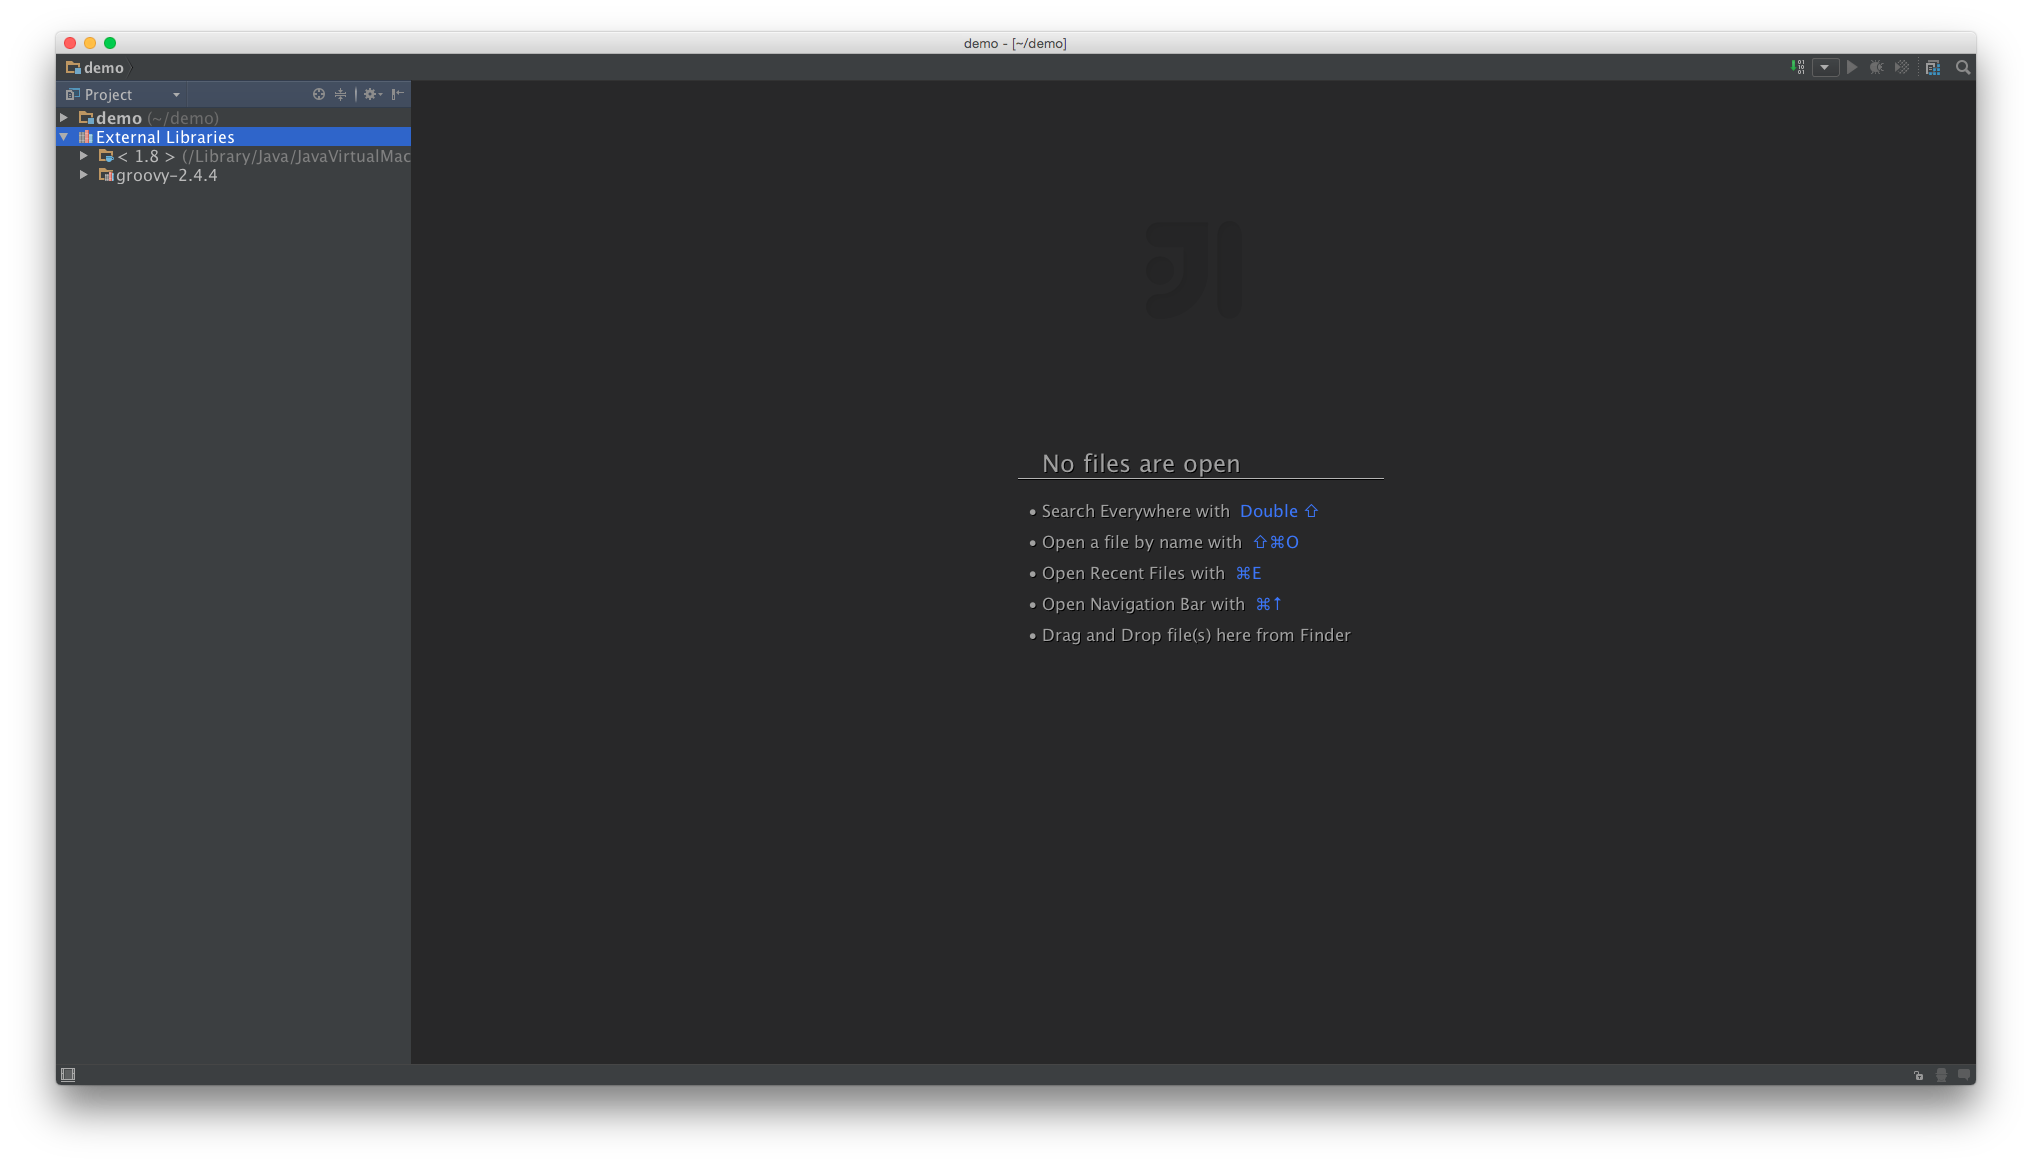 demo - [~/demo]
demo
Project
demo (~/demo)
External Libraries
< 1.8 > (/Library/Java/JavaVirtualMac
groovy-2.4.4
No files are open
• Search Everywhere with Double ⇧
• Open a file by name with ⇧⌘O
• Open Recent Files with ⌘E
• Open Navigation Bar with ⌘↑
• Drag and Drop file(s) here from Finder